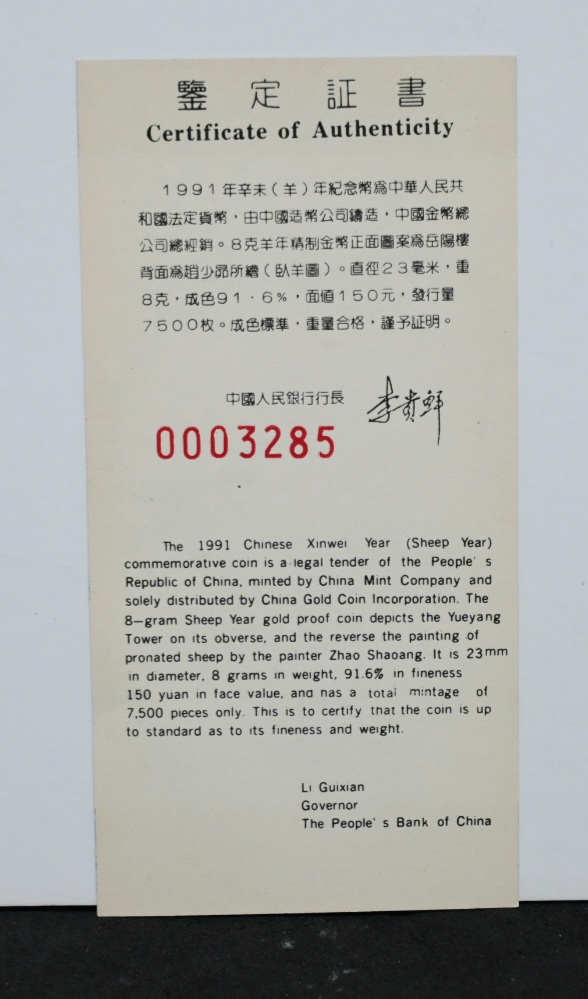 鑒定証書
Certificate of Authenticity
1991年辛未(羊)年紀念幣爲中華人民共
和國法定貨幣，由中國造幣公司鑄造，中國金幣總
公司總經銷。8克羊年精制金幣正面圖案爲岳陽樓
背面爲趙少昂所繪(臥羊圖)。直徑23毫米，重
8克，成色91·6%，面值150元，發行量
7500枚。成色標準，重量合格，謹予証明。
中國人民銀行行長 李貴鮮
0003285
The 1991 Chinese Xinwei Year (Sheep Year)
commemorative coin is a legal tender of the People's
Republic of China, minted by China Mint Company and
solely distributed by China Gold Coin Incorporation. The
8-gram Sheep Year gold proof coin depicts the Yueyang
Tower on its obverse, and the reverse the painting of
pronated sheep by the painter Zhao Shaoang. It is 23mm
in diameter, 8 grams in weight, 91.6% in fineness
150 yuan in face value, and has a total mintage of
7,500 pieces only. This is to certify that the coin is up
to standard as to its fineness and weight.
Li Guixian
Governor
The People's Bank of China